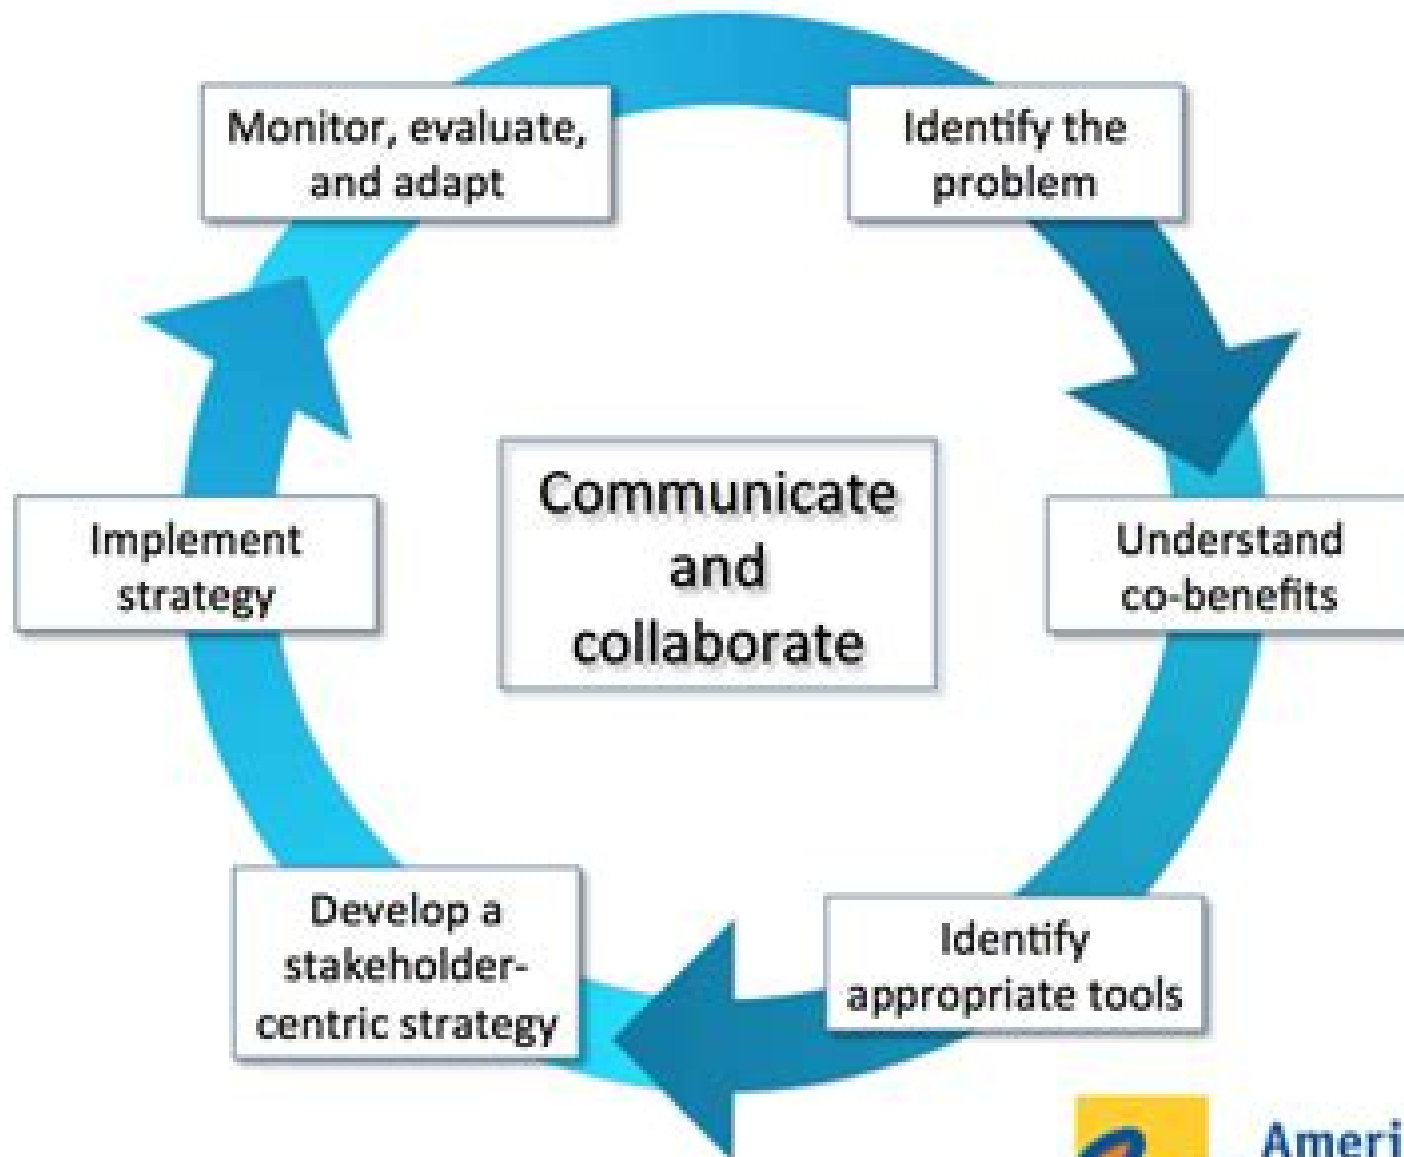 Monitor, evaluate,
and adapt
Identify the
problem
Understand
co-benefits
Identify
appropriate tools
Develop a
stakeholder-
centric strategy
Implement
strategy
Communicate
and
collaborate